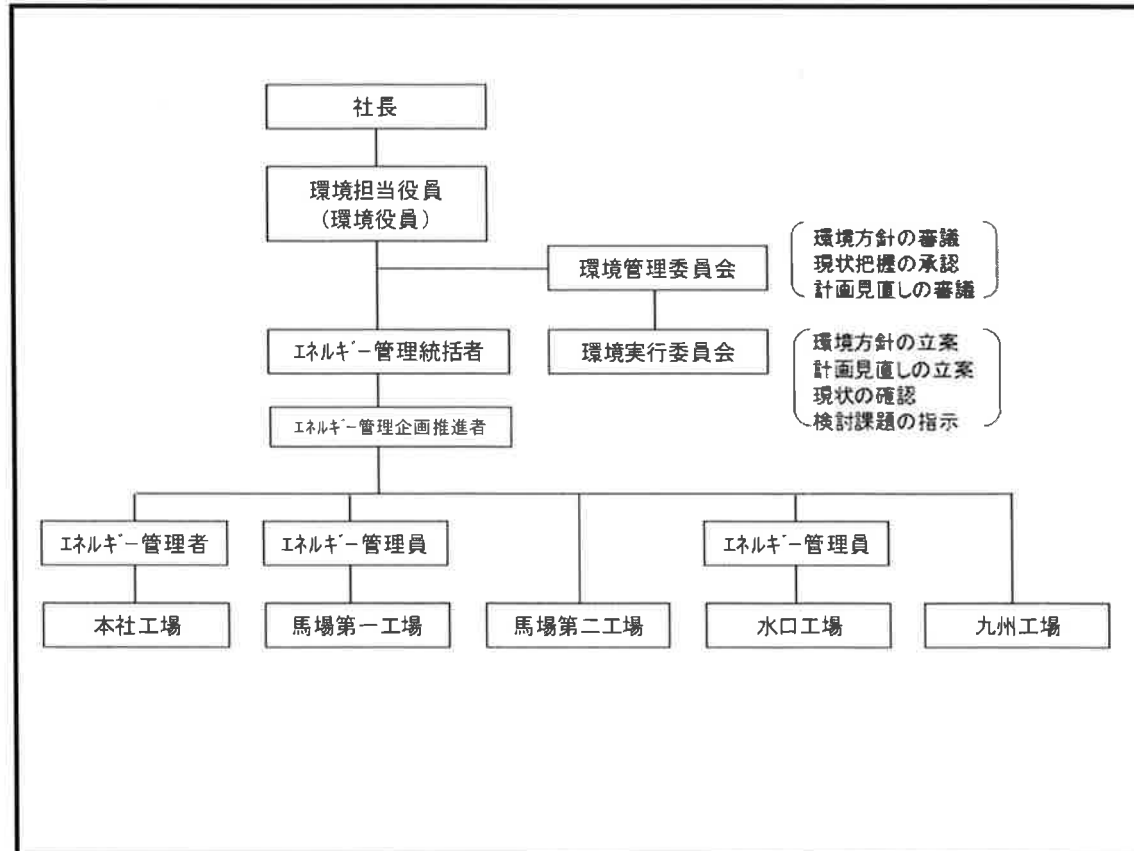 社長
環境担当役員
(環境役員)
環境管理委員会
環境方針の審議
現状把握の承認
計画見直しの審議
エネルギー管理統括者
環境実行委員会
環境方針の立案
計画見直しの立案
現状の確認
検討課題の指示
エネルギー管理企画推進者
エネルギー管理者
エネルギー管理員
エネルギー管理員
本社工場
馬場第一工場
馬場第二工場
水口工場
九州工場